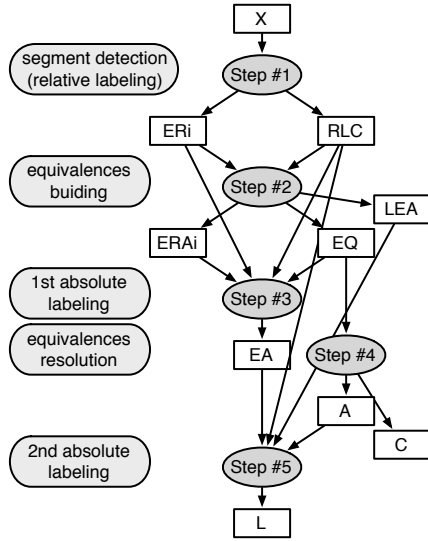 X
segment detection
(relative labeling)
Step #1
ERi
RLC
equivalences
buiding
Step #2
LEA
ERAi
EQ
1st absolute
labeling
Step #3
equivalences
resolution
EA
Step #4
A
C
2nd absolute
labeling
Step #5
L